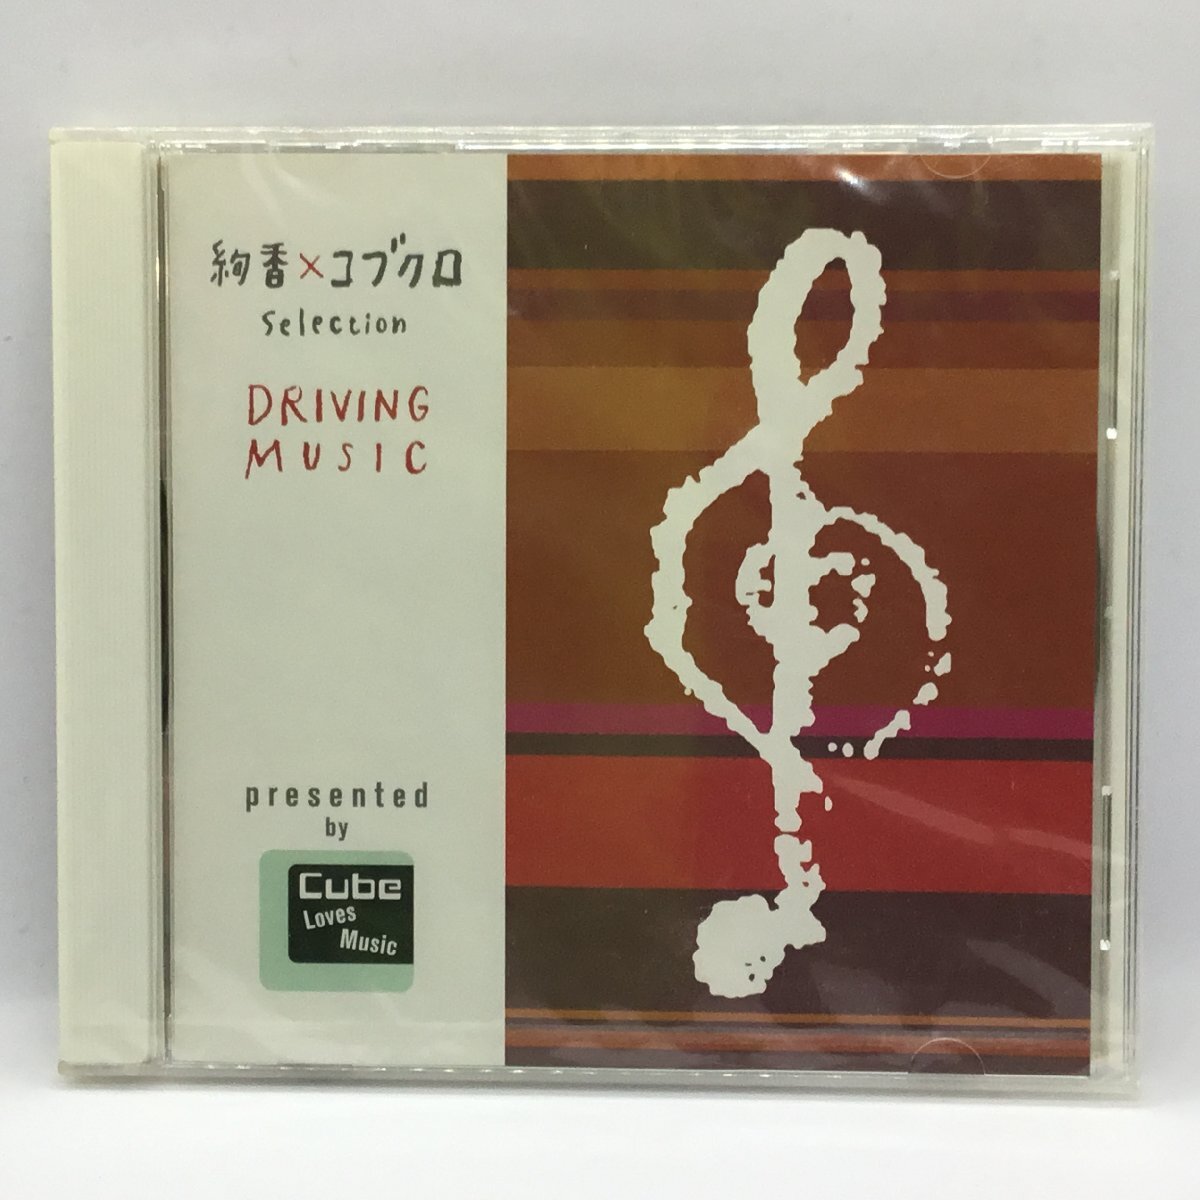 絢香×コブクロ
Selection
DRIVING
MUSIC
presented
by
Cube
Loves
Music